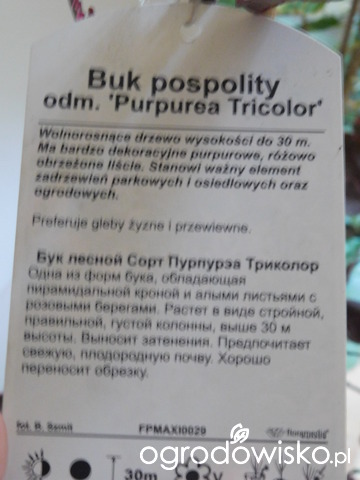 Buk pospolity
odm. 'Purpurea Tricolor'
Wolnorosnące drzewo wysokości do 30 m.
Ma bardzo dekoracyjne purpurowe, różowo
obrzeżone liście. Stanowi ważny element
zadrzewień parkowych i osiedlowych oraz
ogrodowych.
Preferuje gleby żyzne i przewiewne.
Бук лесной Сорт Пурпурэа Триколор
Одна из форм бука, обладающая
пирамидальной кроной и алыми листьями с
розовыми берегами. Растет в виде стройной,
правильной, густой колонны, выше 30 м
высоты. Выносит затенения. Предпочитает
свежую, плодородную почву. Хорошо
переносит обрезку.
fot. B. FPMAXI0029
30m V
ogrodowisko.pl